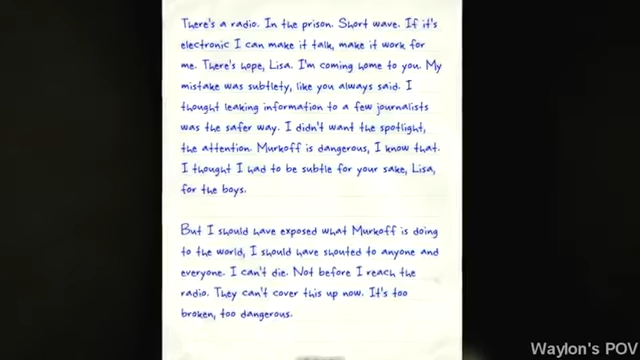 There's a radio. In the prison. Short wave. If it's
electronic I can make it talk, make it work for
me. There's hope, Lisa. I'm coming home to you. My
mistake was subtlety, like you always said. I
thought leaking information to a few journalists
was the safer way. I didn't want the spotlight,
the attention. Murkoff is dangerous, I know that.
I thought I had to be subtle for your sake, Lisa,
for the boys.
But I should have exposed what Murkoff is doing
to the world, I should have shouted to anyone and
everyone. I can't die. Not before I reach the
radio. They can't cover this up now. It's too
broken, too dangerous.
Waylon's POV